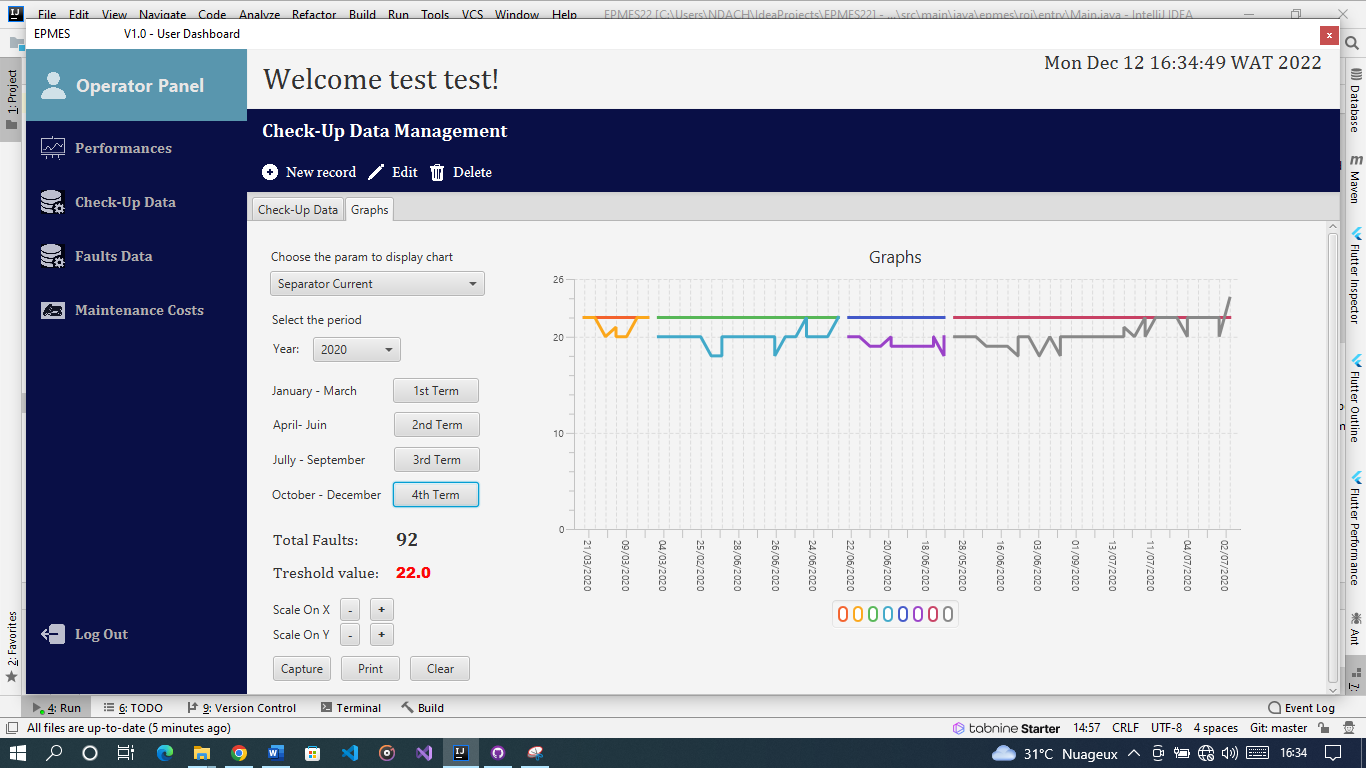 File Edit View Navigate Code Analyze Refactor Build Run Tools VCS Window Help EPMES22 [C:\Users\NDACH\IdeaProjects\EPMES22] - ...\src\main\java\epmes\roi\entry\Main.java - IntelliJ IDEA
EPMES V1.0 - User Dashboard
x
1: Project
2: Favorites
Operator Panel
Performances
Check-Up Data
Faults Data
Maintenance Costs
Log Out
Welcome test test!
Mon Dec 12 16:34:49 WAT 2022
Check-Up Data Management
New record Edit Delete
Check-Up Data Graphs
Choose the param to display chart
Separator Current
Select the period
Year: 2020
January - March 1st Term
April- Juin 2nd Term
Jully - September 3rd Term
October - December 4th Term
Total Faults: 92
Treshold value: 22.0
Scale On X - +
Scale On Y - +
Capture Print Clear
Graphs
26
20
10
0
21/03/2020
09/03/2020
04/03/2020
25/02/2020
28/06/2020
26/06/2020
24/06/2020
22/06/2020
20/06/2020
18/06/2020
28/05/2020
16/06/2020
03/06/2020
01/09/2020
13/07/2020
11/07/2020
04/07/2020
02/07/2020
Database
m Maven
Flutter Inspector
Flutter Outline
Flutter Performance
Ant
7:
4: Run 6: TODO 9: Version Control Terminal Build Event Log
All files are up-to-date (5 minutes ago) tabnine Starter 14:57 CRLF UTF-8 4 spaces Git: master
31°C Nuageux 16:34